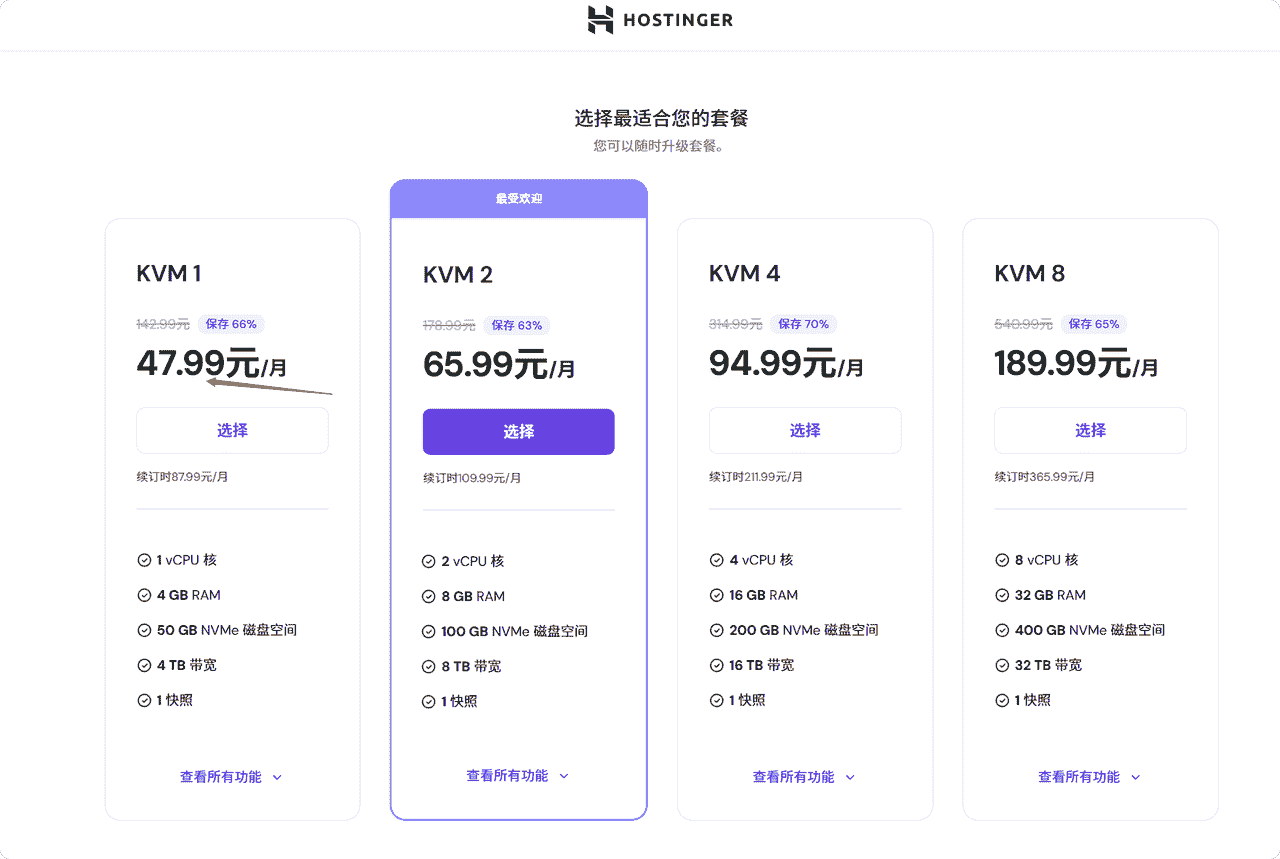 HOSTINGER
选择最适合您的套餐
您可以随时升级套餐。
KVM 1
142.99元 保存 66%
47.99元/月
选择
续订时87.99元/月
1 vCPU 核
4 GB RAM
50 GB NVMe 磁盘空间
4 TB 带宽
1 快照
查看所有功能
最受欢迎
KVM 2
178.99元 保存 63%
65.99元/月
选择
续订时109.99元/月
2 vCPU 核
8 GB RAM
100 GB NVMe 磁盘空间
8 TB 带宽
1 快照
查看所有功能
KVM 4
314.99元 保存 70%
94.99元/月
选择
续订时211.99元/月
4 vCPU 核
16 GB RAM
200 GB NVMe 磁盘空间
16 TB 带宽
1 快照
查看所有功能
KVM 8
540.99元 保存 65%
189.99元/月
选择
续订时365.99元/月
8 vCPU 核
32 GB RAM
400 GB NVMe 磁盘空间
32 TB 带宽
1 快照
查看所有功能